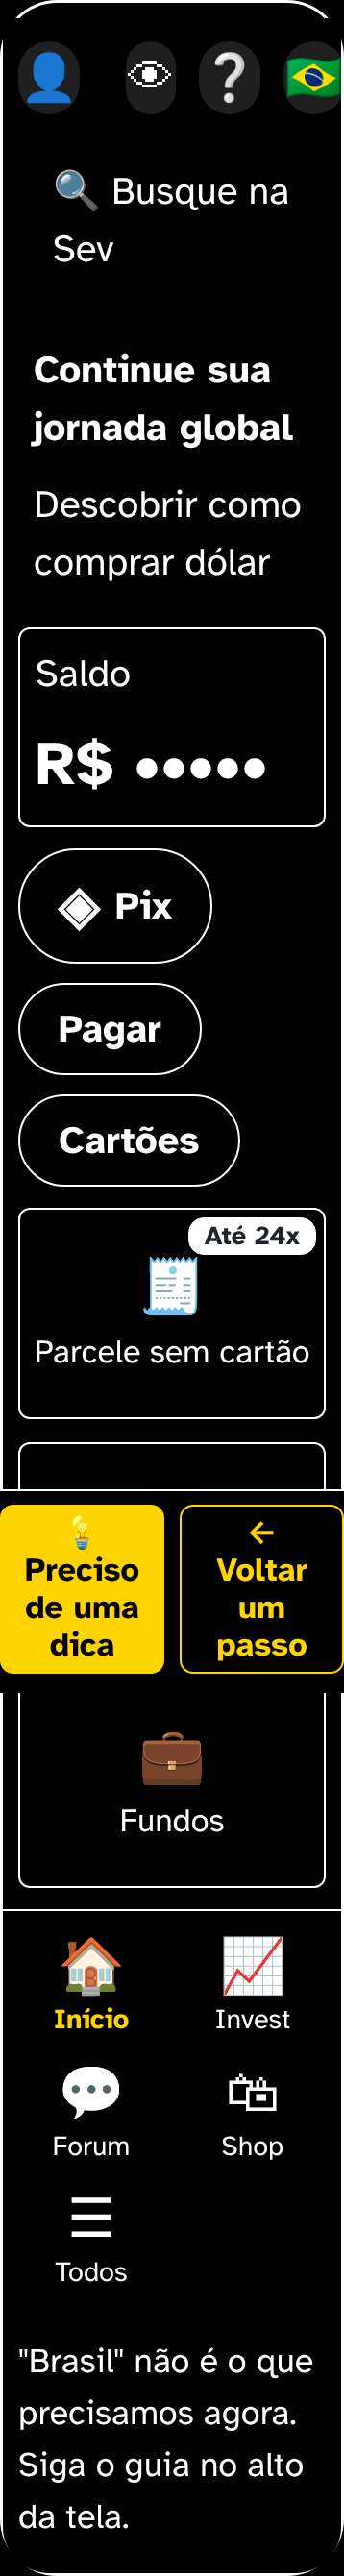 Busque na
Sev
Continue sua
jornada global
Descobrir como
comprar dólar
Saldo
R$ •••••
Pix
Pagar
Cartões
Até 24x
Parcele sem cartão
Preciso
de uma
dica
← Voltar
um
passo
Fundos
Início
Invest
Forum
Shop
Todos
"Brasil" não é o que
precisamos agora.
Siga o guia no alto
da tela.